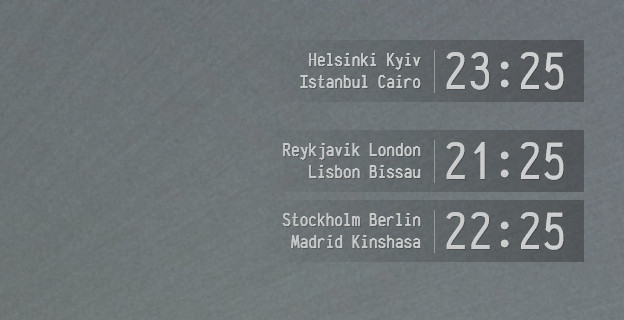 Helsinki Kyiv
Istanbul Cairo
23:25
Reykjavik London
Lisbon Bissau
21:25
Stockholm Berlin
Madrid Kinshasa
22:25